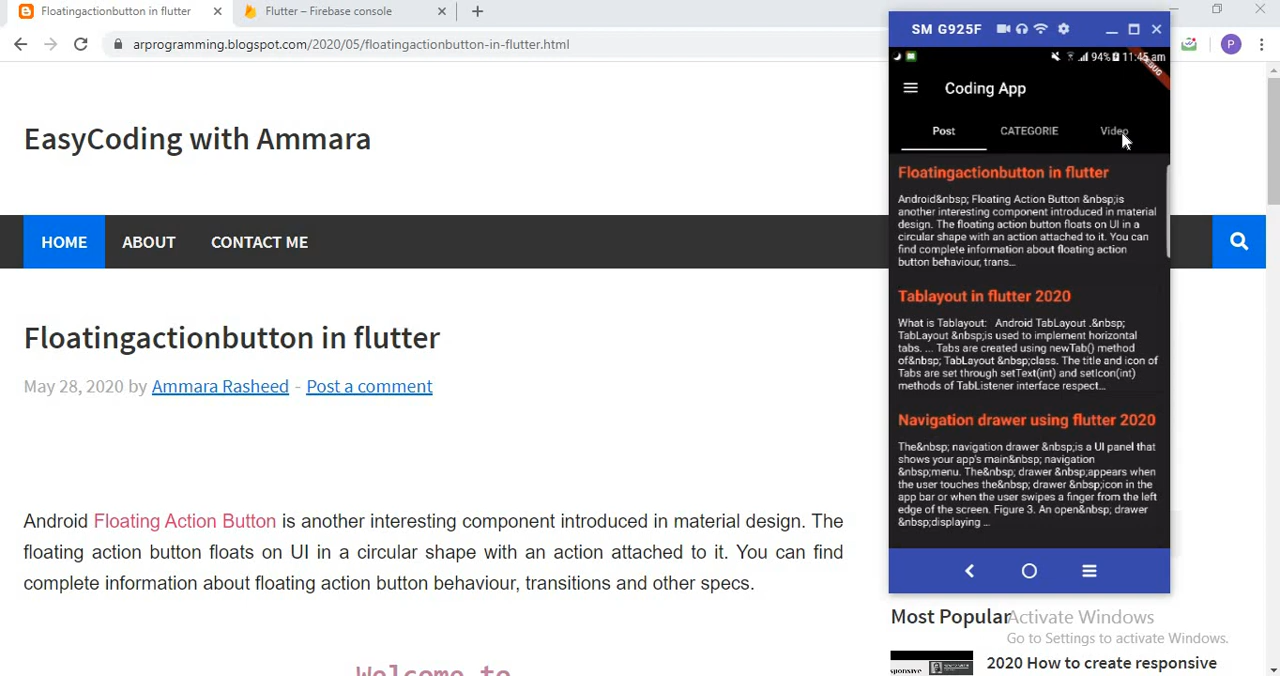 Floatingactionbutton in flutter
Flutter – Firebase console
arprogramming.blogspot.com/2020/05/floatingactionbutton-in-flutter.html
P
EasyCoding with Ammara
HOME ABOUT CONTACT ME
Floatingactionbutton in flutter
May 28, 2020 by Ammara Rasheed - Post a comment
Android Floating Action Button is another interesting component introduced in material design. The
floating action button floats on UI in a circular shape with an action attached to it. You can find
complete information about floating action button behaviour, transitions and other specs.
Welcome to
SM G925F
94% 11:45 am
Coding App
Post CATEGORIE Video
Floatingactionbutton in flutter
Android&nbsp; Floating Action Button &nbsp;is
another interesting component introduced in material
design. The floating action button floats on UI in a
circular shape with an action attached to it. You can
find complete information about floating action
button behaviour, trans...
Tablayout in flutter 2020
What is Tablayout:   Android TabLayout .&nbsp;
TabLayout &nbsp;is used to implement horizontal
tabs. ... Tabs are created using newTab() method
of&nbsp; TabLayout &nbsp;class. The title and icon of
Tabs are set through setText(int) and setIcon(int)
methods of TabListener interface respect...
Navigation drawer using flutter 2020
The&nbsp; navigation drawer &nbsp;is a UI panel that
shows your app's main&nbsp; navigation
&nbsp;menu. The&nbsp; drawer &nbsp;appears when
the user touches the&nbsp; drawer &nbsp;icon in the
app bar or when the user swipes a finger from the left
edge of the screen. Figure 3. An open&nbsp; drawer
&nbsp;displaying ...
Most Popular
Activate Windows
Go to Settings to activate Windows.
2020 How to create responsive